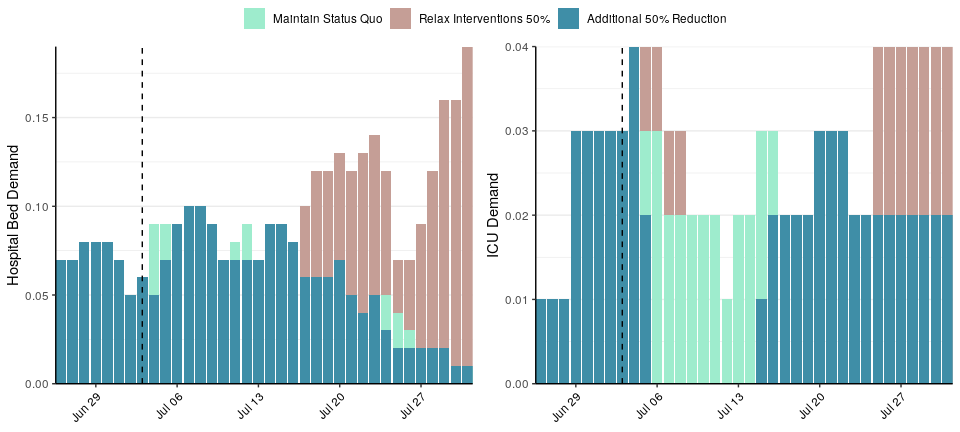 Maintain Status Quo Relax Interventions 50% Additional 50% Reduction
Hospital Bed Demand
0.15
0.10
0.05
0.00
Jun 29 Jul 06 Jul 13 Jul 20 Jul 27
ICU Demand
0.04
0.03
0.02
0.01
0.00
Jun 29 Jul 06 Jul 13 Jul 20 Jul 27